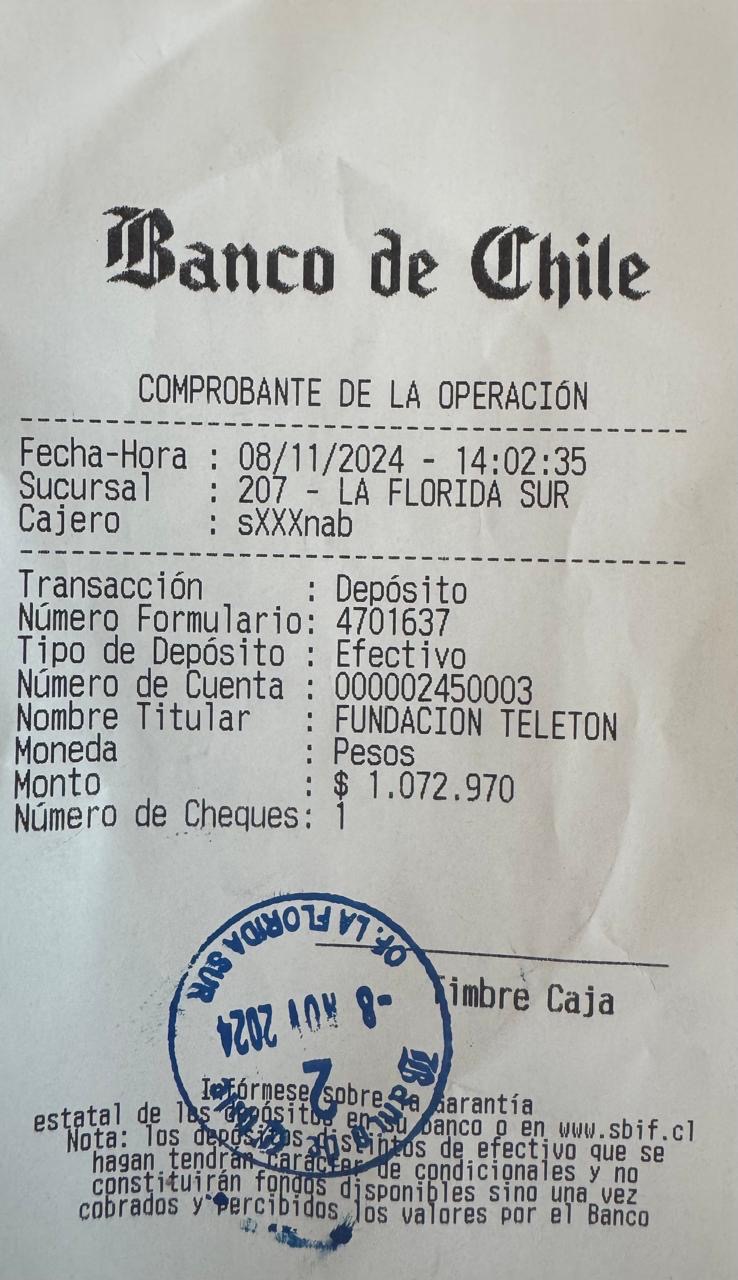 Banco de Chile
COMPROBANTE DE LA OPERACIÓN
Fecha-Hora : 08/11/2024 - 14:02:35
Sucursal : 207 - LA FLORIDA SUR
Cajero : sXXXnab
Transacción : Depósito
Número Formulario: 4701637
Tipo de Depósito : Efectivo
Número de Cuenta : 000002450003
Nombre Titular : FUNDACION TELETON
Moneda : Pesos
Monto : $ 1.072.970
Número de Cheques: 1
OF. LA FLORIDA SUR
-8 NOV 2024
2
Banco de Chile
Timbre Caja
Infórmese sobre la garantía
estatal de los depósitos en su banco o en www.sbif.cl
Nota: los depósitos distintos de efectivo que se
hagan tendrán carácter de condicionales y no
constituirán fondos disponibles sino una vez
cobrados y percibidos los valores por el Banco